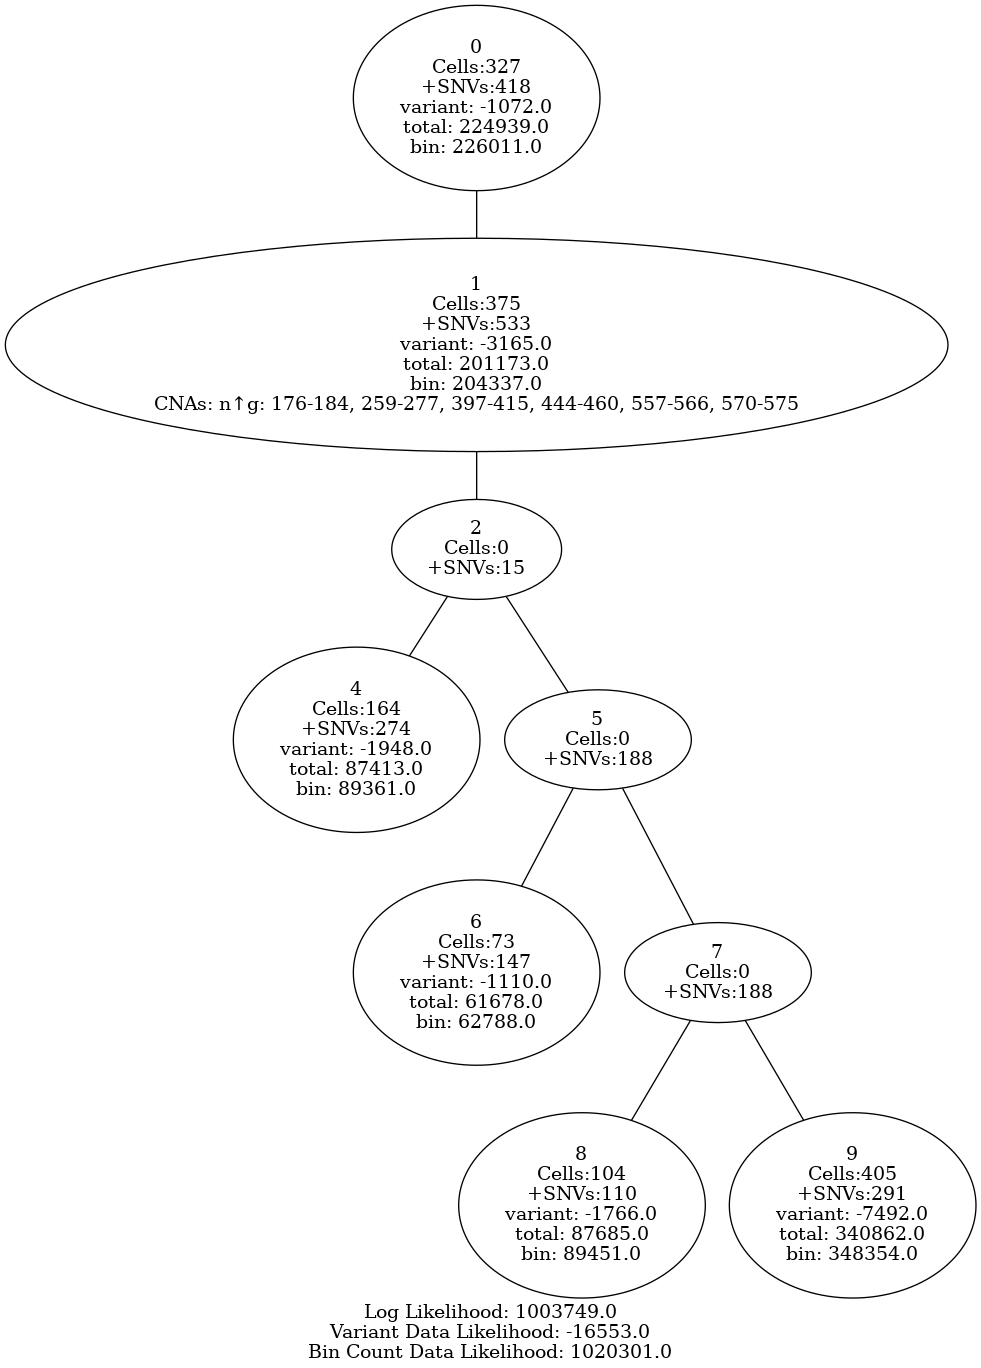 0
Cells:327
+SNVs:418
variant: -1072.0
total: 224939.0
bin: 226011.0
1
Cells:375
+SNVs:533
variant: -3165.0
total: 201173.0
bin: 204337.0
CNAs: n↑g: 176-184, 259-277, 397-415, 444-460, 557-566, 570-575
2
Cells:0
+SNVs:15
4
Cells:164
+SNVs:274
variant: -1948.0
total: 87413.0
bin: 89361.0
5
Cells:0
+SNVs:188
6
Cells:73
+SNVs:147
variant: -1110.0
total: 61678.0
bin: 62788.0
7
Cells:0
+SNVs:188
8
Cells:104
+SNVs:110
variant: -1766.0
total: 87685.0
bin: 89451.0
9
Cells:405
+SNVs:291
variant: -7492.0
total: 340862.0
bin: 348354.0
Log Likelihood: 1003749.0
Variant Data Likelihood: -16553.0
Bin Count Data Likelihood: 1020301.0